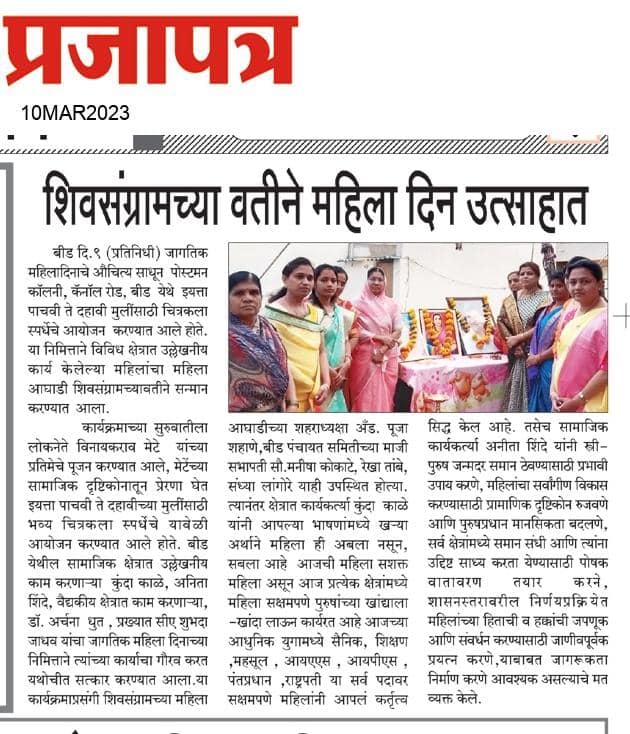 प्रजापत्र
10MAR2023
शिवसंग्रामच्या वतीने महिला दिन उत्साहात
बीड दि.९ (प्रतिनिधी) जागतिक
महिलादिनाचे औचित्य साधून पोस्टमन
कॉलनी, कॅनॉल रोड, बीड येथे इयत्ता
पाचवी ते दहावी मुलींसाठी चित्रकला
स्पर्धेचे आयोजन करण्यात आले होते.
या निमित्ताने विविध क्षेत्रात उल्लेखनीय
कार्य केलेल्या महिलांचा महिला
आघाडी शिवसंग्रामच्यावतीने सन्मान
करण्यात आला.
कार्यक्रमाच्या सुरुवातीला
लोकनेते विनायकराव मेटे यांच्या
प्रतिमेचे पूजन करण्यात आले, मेटेंच्या
सामाजिक दृष्टिकोनातून प्रेरणा घेत
इयत्ता पाचवी ते दहावीच्या मुलींसाठी
भव्य चित्रकला स्पर्धेचे यावेळी
आयोजन करण्यात आले होते. बीड
येथील सामाजिक क्षेत्रात उल्लेखनीय
काम करणाऱ्या कुंदा काळे, अनिता
शिंदे, वैद्यकीय क्षेत्रात काम करणाऱ्या,
डॉ. अर्चना धुत , प्रख्यात सीए शुभदा
जाधव यांचा जागतिक महिला दिनाच्या
निमित्ताने त्यांच्या कार्याचा गौरव करत
यथोचीत सत्कार करण्यात आला.या
कार्यक्रमाप्रसंगी शिवसंग्रामच्या महिला
आघाडीच्या शहराध्यक्षा अँड. पूजा
शहाणे,बीड पंचायत समितीच्या माजी
सभापती सौ.मनीषा कोकाटे, रेखा तांबे,
संध्या लांगोरे याही उपस्थित होत्या.
त्यानंतर क्षेत्रात कार्यकर्त्या कुंदा काळे
यांनी आपल्या भाषणांमध्ये खऱ्या
अर्थाने महिला ही अबला नसून,
सबला आहे आजची महिला सशक्त
महिला असून आज प्रत्येक क्षेत्रांमध्ये
महिला सक्षमपणे पुरुषांच्या खांद्याला
-खांदा लाऊन कार्यरत आहे आजच्या
आधुनिक युगामध्ये सैनिक, शिक्षण
,महसूल , आयएएस , आयपीएस ,
पंतप्रधान ,राष्ट्रपती या सर्व पदावर
सक्षमपणे महिलांनी आपलं कर्तृत्व
सिद्ध केल आहे. तसेच सामाजिक
कार्यकर्त्या अनीता शिंदे यांनी स्त्री-
पुरुष जन्मदर समान ठेवण्यासाठी प्रभावी
उपाय करणे, महिलांचा सर्वांगीण विकास
करण्यासाठी प्रामाणिक दृष्टिकोन रुजवणे
आणि पुरुषप्रधान मानसिकता बदलणे,
सर्व क्षेत्रांमध्ये समान संधी आणि त्यांना
उद्दिष्ट साध्य करता येण्यासाठी पोषक
वातावरण तयार करने,
शासनस्तरावरील निर्णयप्रक्रियेत
महिलांच्या हिताची व हक्कांची जपणूक
आणि संवर्धन करण्यासाठी जाणीवपूर्वक
प्रयत्न करणे,याबाबत जागरूकता
निर्माण करणे आवश्यक असल्याचे मत
व्यक्त केले.